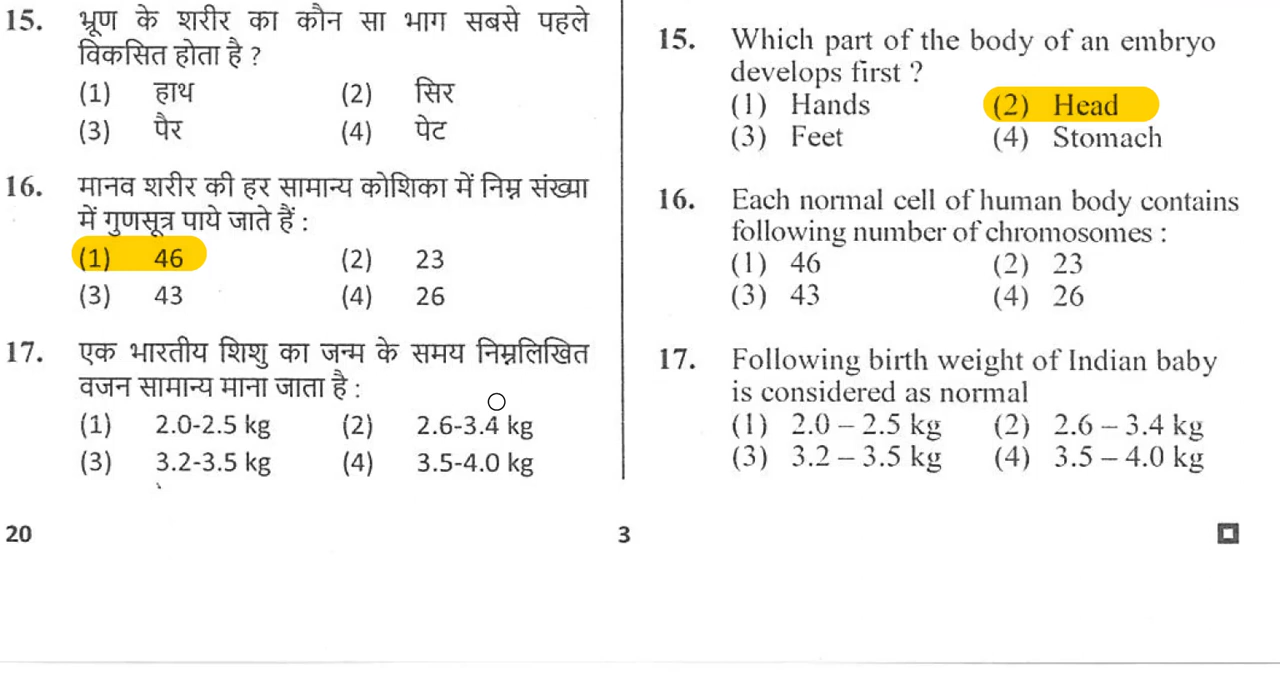 15. भ्रूण के शरीर का कौन सा भाग सबसे पहले
विकसित होता है ?
(1) हाथ (2) सिर
(3) पैर (4) पेट
16. मानव शरीर की हर सामान्य कोशिका में निम्न संख्या
में गुणसूत्र पाये जाते हैं :
(1) 46 (2) 23
(3) 43 (4) 26
17. एक भारतीय शिशु का जन्म के समय निम्नलिखित
वजन सामान्य माना जाता है :
(1) 2.0-2.5 kg (2) 2.6-3.4 kg
(3) 3.2-3.5 kg (4) 3.5-4.0 kg
15. Which part of the body of an embryo
develops first ?
(1) Hands (2) Head
(3) Feet (4) Stomach
16. Each normal cell of human body contains
following number of chromosomes :
(1) 46 (2) 23
(3) 43 (4) 26
17. Following birth weight of Indian baby
is considered as normal
(1) 2.0 – 2.5 kg (2) 2.6 – 3.4 kg
(3) 3.2 – 3.5 kg (4) 3.5 – 4.0 kg
20 3